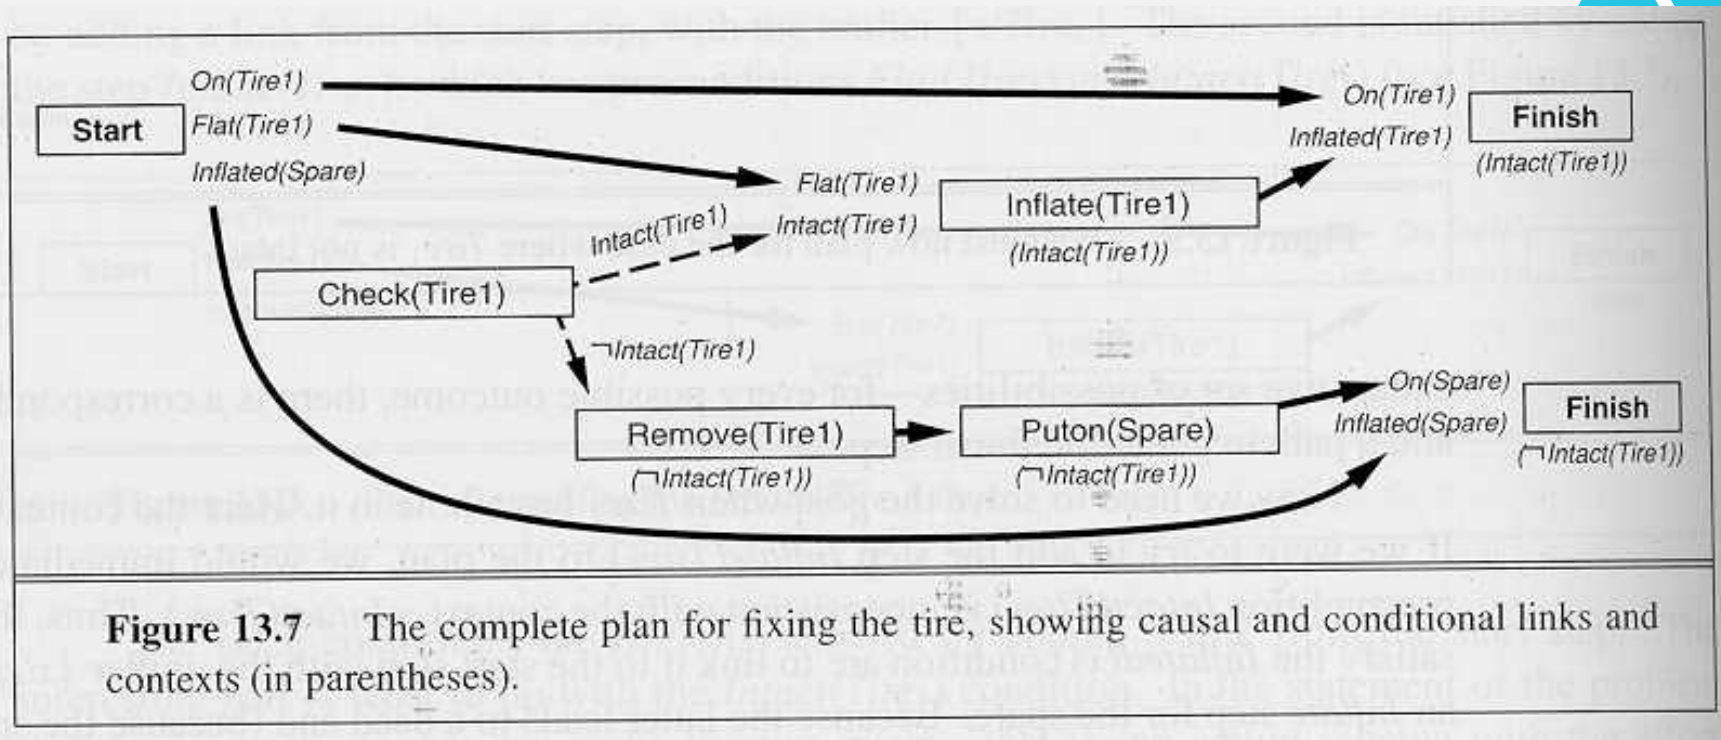 On(Tire1)
Flat(Tire1)
Inflated(Spare)
Start
On(Tire1)
Inflated(Tire1)
Finish
(Intact(Tire1))
Flat(Tire1)
Intact(Tire1)
Inflate(Tire1)
(Intact(Tire1))
Intact(Tire1)
Check(Tire1)
¬Intact(Tire1)
Remove(Tire1)
(¬Intact(Tire1))
Puton(Spare)
(¬Intact(Tire1))
On(Spare)
Inflated(Spare)
Finish
(¬Intact(Tire1))
Figure 13.7 The complete plan for fixing the tire, showing causal and conditional links and
contexts (in parentheses).